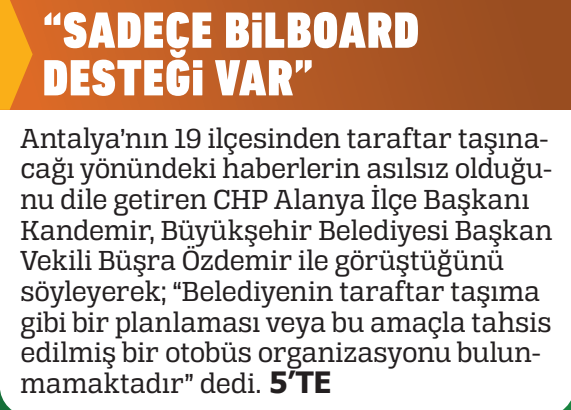 “SADECE BiLBOARD
DESTEĞi VAR”
Antalya’nın 19 ilçesinden taraftar taşına-
cağı yönündeki haberlerin asılsız olduğu-
nu dile getiren CHP Alanya İlçe Başkanı
Kandemir, Büyükşehir Belediyesi Başkan
Vekili Büşra Özdemir ile görüştüğünü
söyleyerek; “Belediyenin taraftar taşıma
gibi bir planlaması veya bu amaçla tahsis
edilmiş bir otobüs organizasyonu bulun-
mamaktadır” dedi. 5’TE